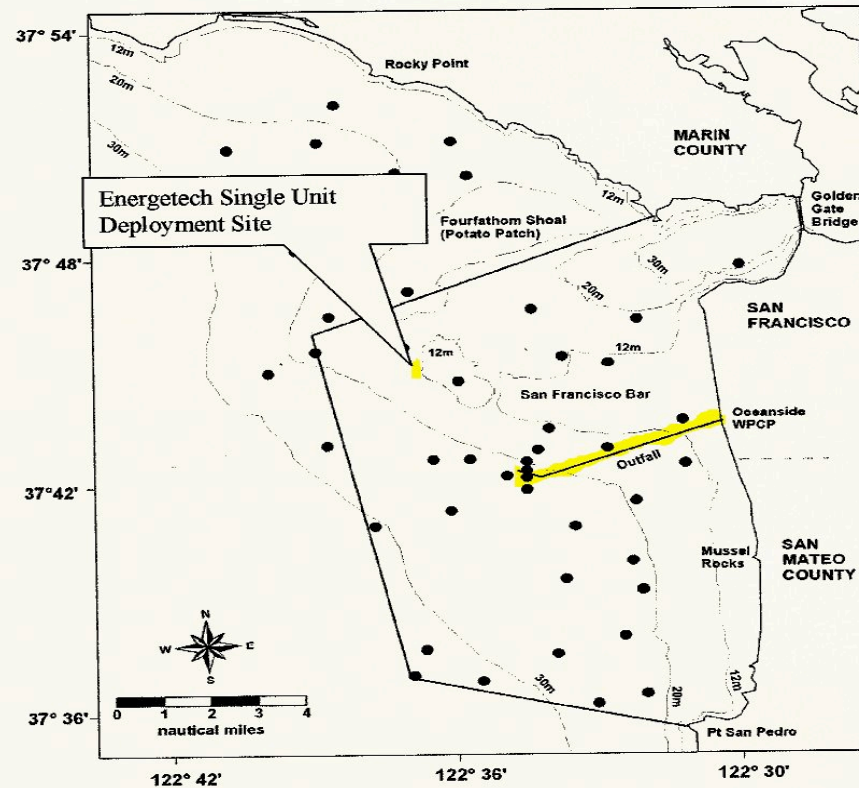 37° 54'
12m
20m
30m
Rocky Point
MARIN
COUNTY
Energetech Single Unit
Deployment Site
12m
Fourfathom Shoal
(Potato Patch)
Golden
Gate
Bridge
37° 48'
30m
20m
SAN
FRANCISCO
12m
12m
San Francisco Bar
Oceanside
WPCP
Outfall
37° 42'
Mussel
Rocks
SAN
MATEO
COUNTY
N
W
E
S
30m
20m
12m
0 1 2 3 4
nautical miles
37° 36'
Pt San Pedro
122° 42'
122° 36'
122° 30'